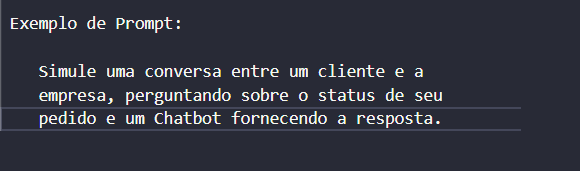 Exemplo de Prompt:
Simule uma conversa entre um cliente e a
empresa, perguntando sobre o status de seu
pedido e um Chatbot fornecendo a resposta.